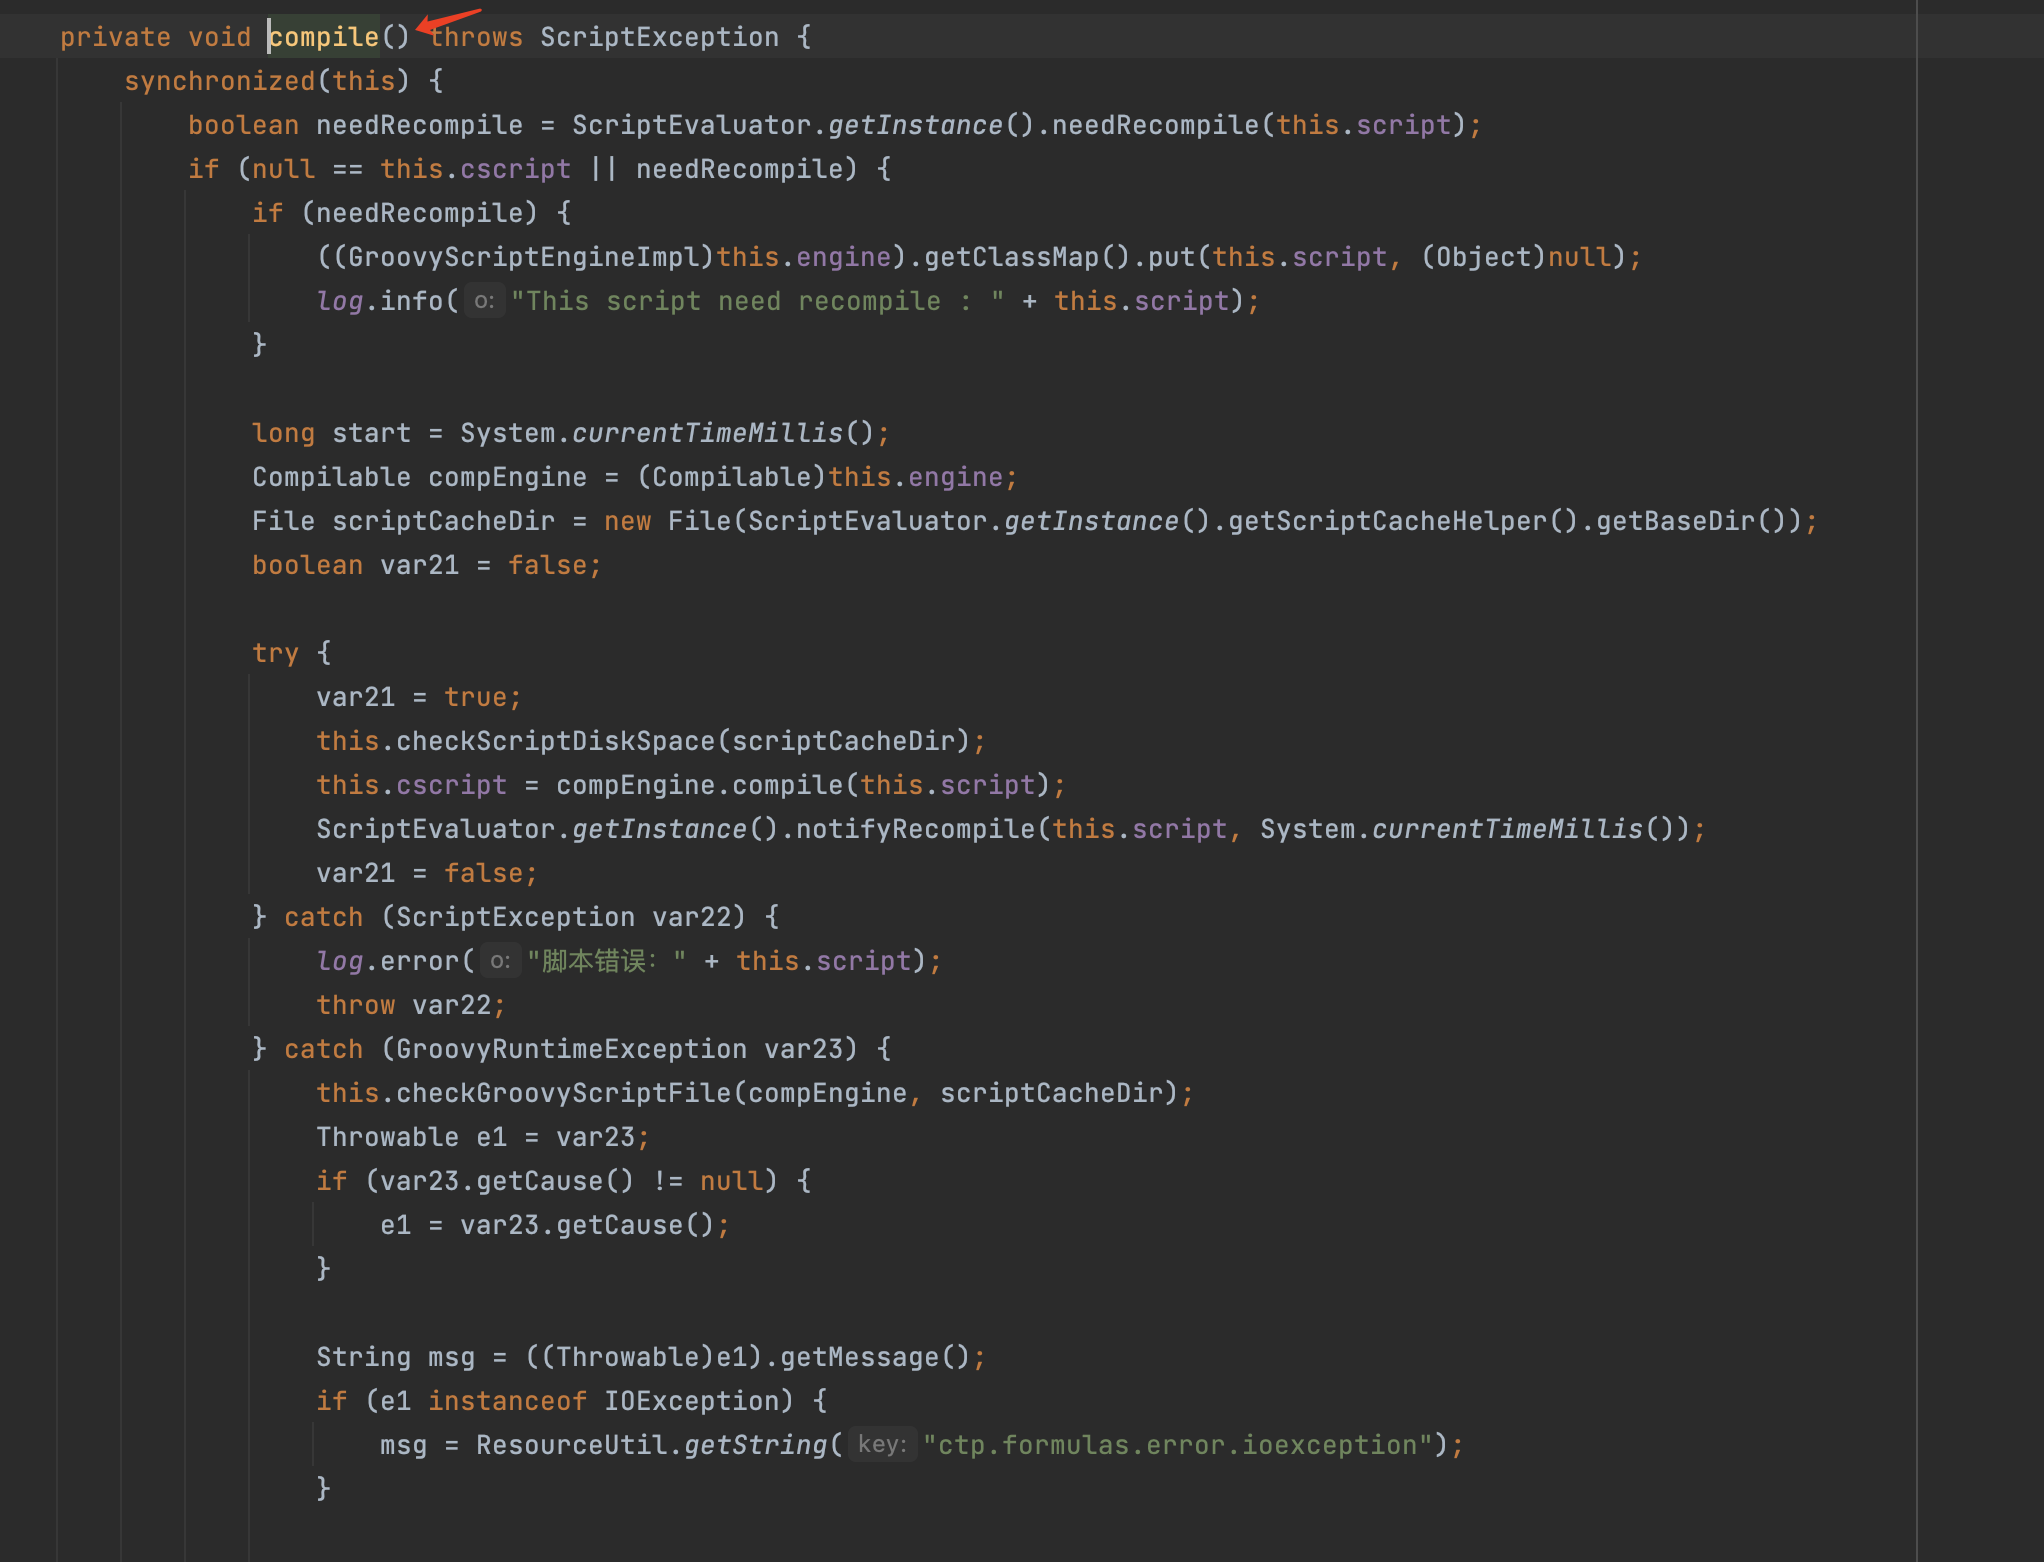 private void compile() throws ScriptException {
synchronized(this) {
boolean needRecompile = ScriptEvaluator.getInstance().needRecompile(this.script);
if (null == this.cscript || needRecompile) {
if (needRecompile) {
((GroovyScriptEngineImpl)this.engine).getClassMap().put(this.script, (Object)null);
log.info( o: "This script need recompile : " + this.script);
}
long start = System.currentTimeMillis();
Compilable compEngine = (Compilable)this.engine;
File scriptCacheDir = new File(ScriptEvaluator.getInstance().getScriptCacheHelper().getBaseDir());
boolean var21 = false;
try {
var21 = true;
this.checkScriptDiskSpace(scriptCacheDir);
this.cscript = compEngine.compile(this.script);
ScriptEvaluator.getInstance().notifyRecompile(this.script, System.currentTimeMillis());
var21 = false;
} catch (ScriptException var22) {
log.error( o: "脚本错误：" + this.script);
throw var22;
} catch (GroovyRuntimeException var23) {
this.checkGroovyScriptFile(compEngine, scriptCacheDir);
Throwable e1 = var23;
if (var23.getCause() != null) {
e1 = var23.getCause();
}
String msg = ((Throwable)e1).getMessage();
if (e1 instanceof IOException) {
msg = ResourceUtil.getString( key: "ctp.formulas.error.ioexception");
}